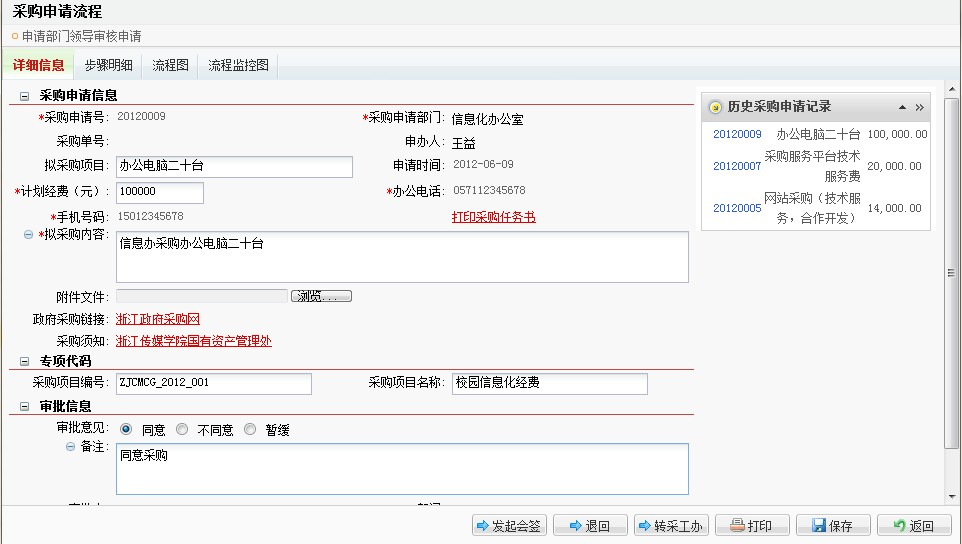 采购申请流程
申请部门领导审核申请
详细信息 步骤明细 流程图 流程监控图
采购申请信息
*采购申请号: 20120009 *采购申请部门: 信息化办公室
采购单号: 申办人: 王益
拟采购项目: 办公电脑二十台 申请时间: 2012-06-09
*计划经费（元）: 100000 *办公电话: 057112345678
*手机号码: 15012345678 打印采购任务书
*拟采购内容: 信息办采购办公电脑二十台
附件文件: 浏览...
政府采购链接: 浙江政府采购网
采购须知: 浙江传媒学院国有资产管理处
专项代码
采购项目编号: ZJCMCG_2012_001 采购项目名称: 校园信息化经费
审批信息
审批意见: 同意 不同意 暂缓
备注: 同意采购
历史采购申请记录
20120009 办公电脑二十台 100,000.00
20120007 采购服务平台技术服务费 20,000.00
20120005 网站采购（技术服务，合作开发） 14,000.00
发起会签 退回 转采工办 打印 保存 返回